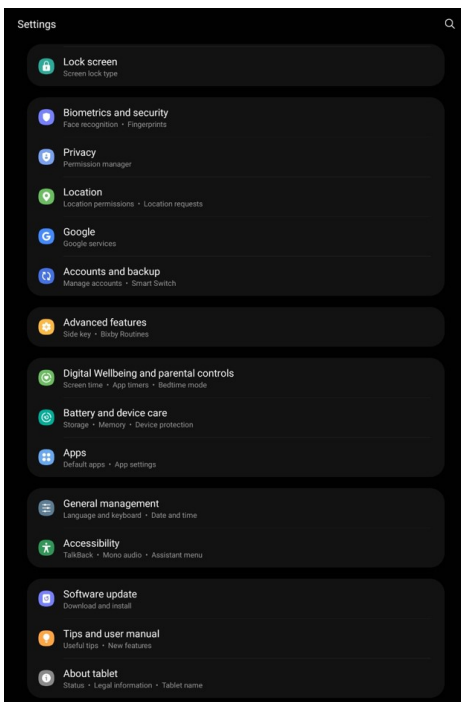 Settings
Lock screen
Screen lock type
Biometrics and security
Face recognition • Fingerprints
Privacy
Permission manager
Location
Location permissions • Location requests
Google
Google services
Accounts and backup
Manage accounts • Smart Switch
Advanced features
Side key • Bixby Routines
Digital Wellbeing and parental controls
Screen time • App timers • Bedtime mode
Battery and device care
Storage • Memory • Device protection
Apps
Default apps • App settings
General management
Language and keyboard • Date and time
Accessibility
TalkBack • Mono audio • Assistant menu
Software update
Download and install
Tips and user manual
Useful tips • New features
About tablet
Status • Legal information • Tablet name